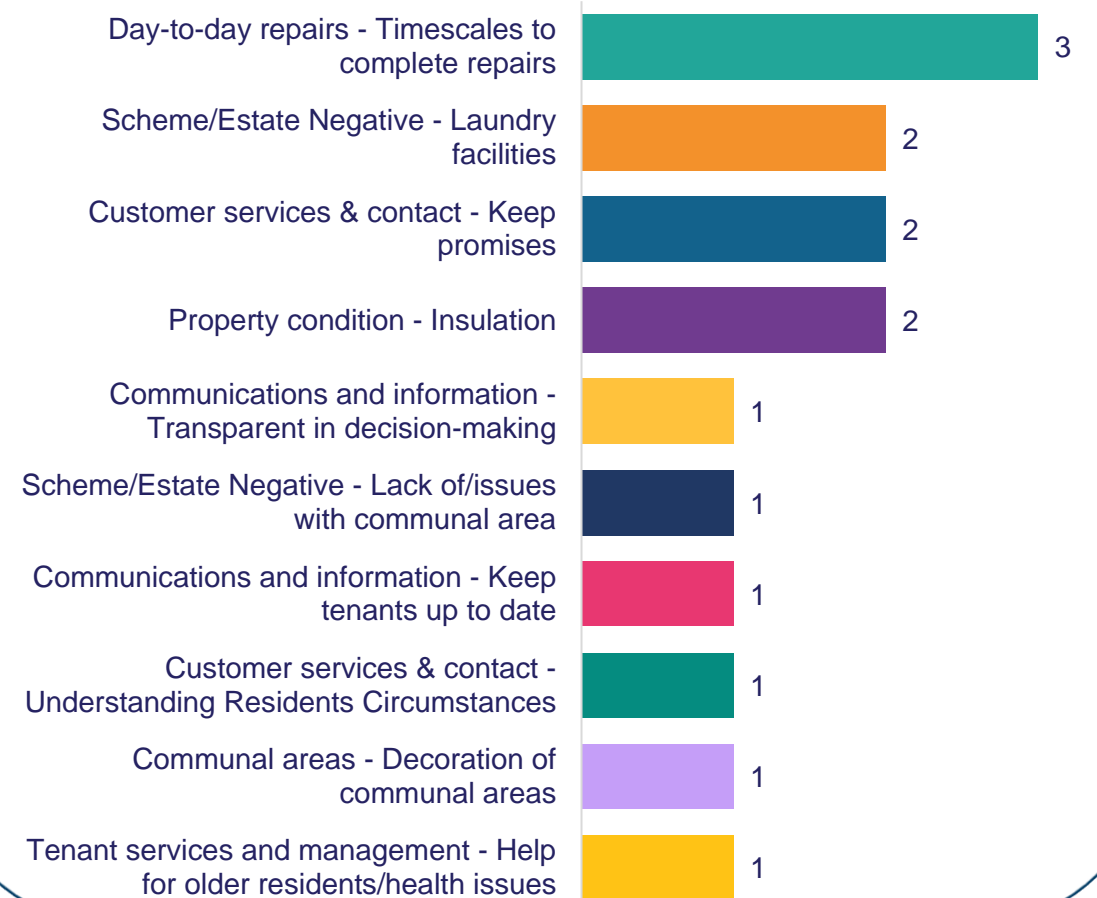 Day-to-day repairs - Timescales to
complete repairs
3
Scheme/Estate Negative - Laundry
facilities
2
Customer services & contact - Keep
promises
2
Property condition - Insulation
2
Communications and information -
Transparent in decision-making
1
Scheme/Estate Negative - Lack of/issues
with communal area
1
Communications and information - Keep
tenants up to date
1
Customer services & contact -
Understanding Residents Circumstances
1
Communal areas - Decoration of
communal areas
1
Tenant services and management - Help
for older residents/health issues
1